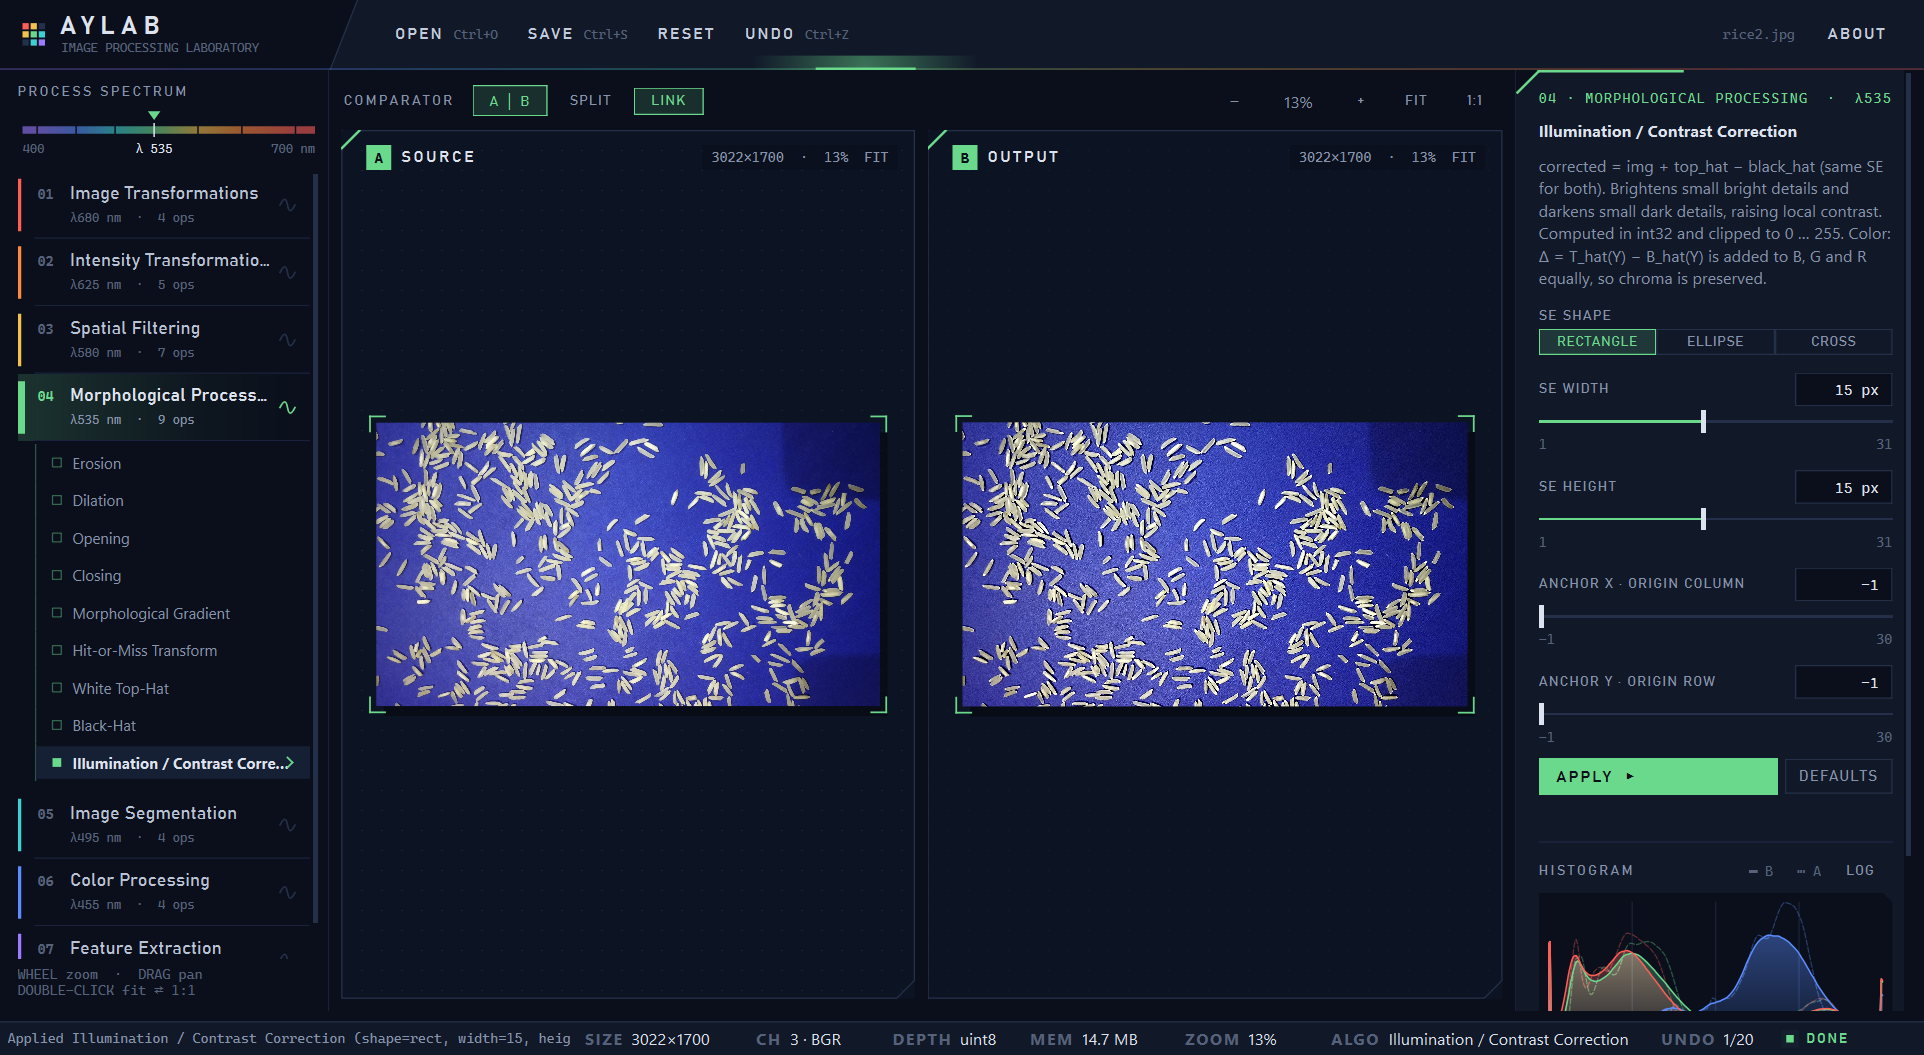 AYLAB
IMAGE PROCESSING LABORATORY
OPEN Ctrl+O SAVE Ctrl+S RESET UNDO Ctrl+Z
rice2.jpg ABOUT
PROCESS SPECTRUM
400 λ 535 700 nm
01 Image Transformations
λ680 nm · 4 ops
02 Intensity Transformatio...
λ625 nm · 5 ops
03 Spatial Filtering
λ580 nm · 7 ops
04 Morphological Process...
λ535 nm · 9 ops
Erosion
Dilation
Opening
Closing
Morphological Gradient
Hit-or-Miss Transform
White Top-Hat
Black-Hat
Illumination / Contrast Corre...
05 Image Segmentation
λ495 nm · 4 ops
06 Color Processing
λ455 nm · 4 ops
07 Feature Extraction
WHEEL zoom · DRAG pan
DOUBLE-CLICK fit ⇄ 1:1
COMPARATOR A | B SPLIT LINK
− 13% + FIT 1:1
A SOURCE 3022×1700 · 13% FIT
B OUTPUT 3022×1700 · 13% FIT
04 · MORPHOLOGICAL PROCESSING · λ535
Illumination / Contrast Correction
corrected = img + top_hat − black_hat (same SE
for both). Brightens small bright details and
darkens small dark details, raising local contrast.
Computed in int32 and clipped to 0 ... 255. Color:
Δ = T_hat(Y) − B_hat(Y) is added to B, G and R
equally, so chroma is preserved.
SE SHAPE
RECTANGLE ELLIPSE CROSS
SE WIDTH 15 px
1 31
SE HEIGHT 15 px
1 31
ANCHOR X · ORIGIN COLUMN −1
−1 30
ANCHOR Y · ORIGIN ROW −1
−1 30
APPLY ▸ DEFAULTS
HISTOGRAM B A LOG
Applied Illumination / Contrast Correction (shape=rect, width=15, heig SIZE 3022×1700 CH 3 · BGR DEPTH uint8 MEM 14.7 MB ZOOM 13% ALGO Illumination / Contrast Correction UNDO 1/20 DONE